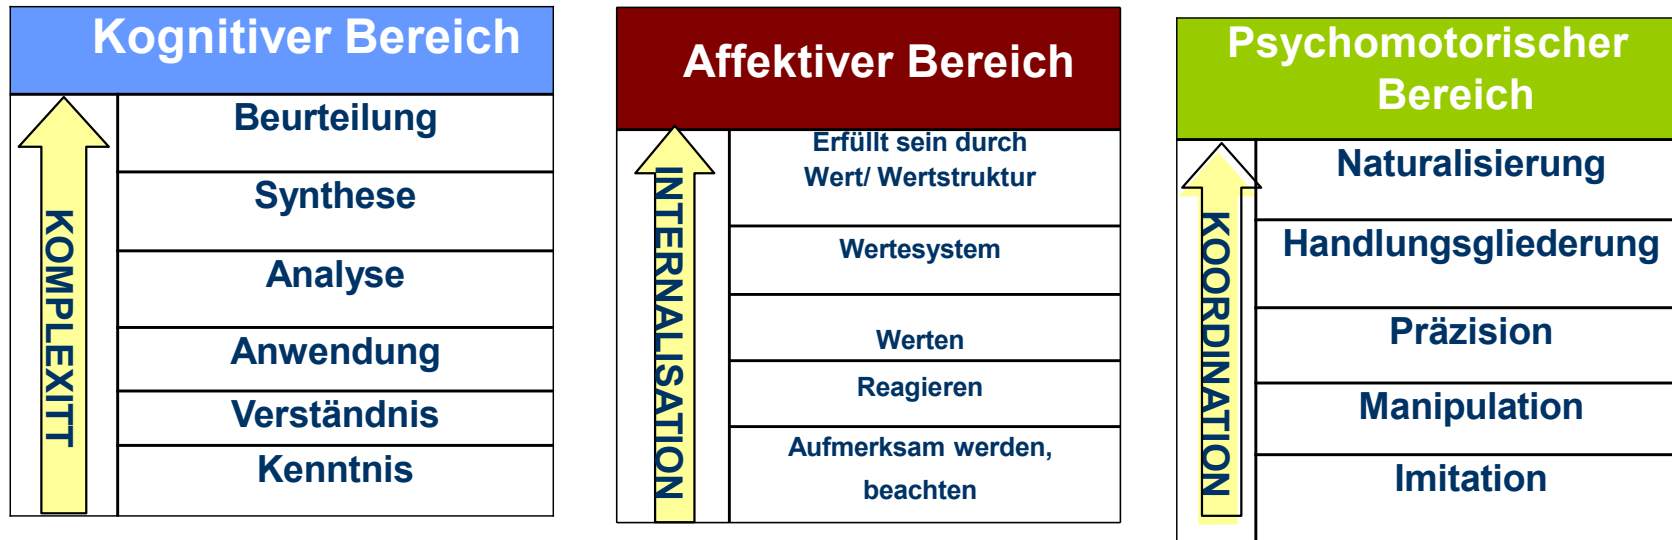 Kognitiver Bereich
KOMPLEXITT
Beurteilung
Synthese
Analyse
Anwendung
Verständnis
Kenntnis
Affektiver Bereich
INTERNALISATION
Erfüllt sein durch
Wert/ Wertstruktur
Wertesystem
Werten
Reagieren
Aufmerksam werden,
beachten
Psychomotorischer
Bereich
KOORDINATION
Naturalisierung
Handlungsgliederung
Präzision
Manipulation
Imitation